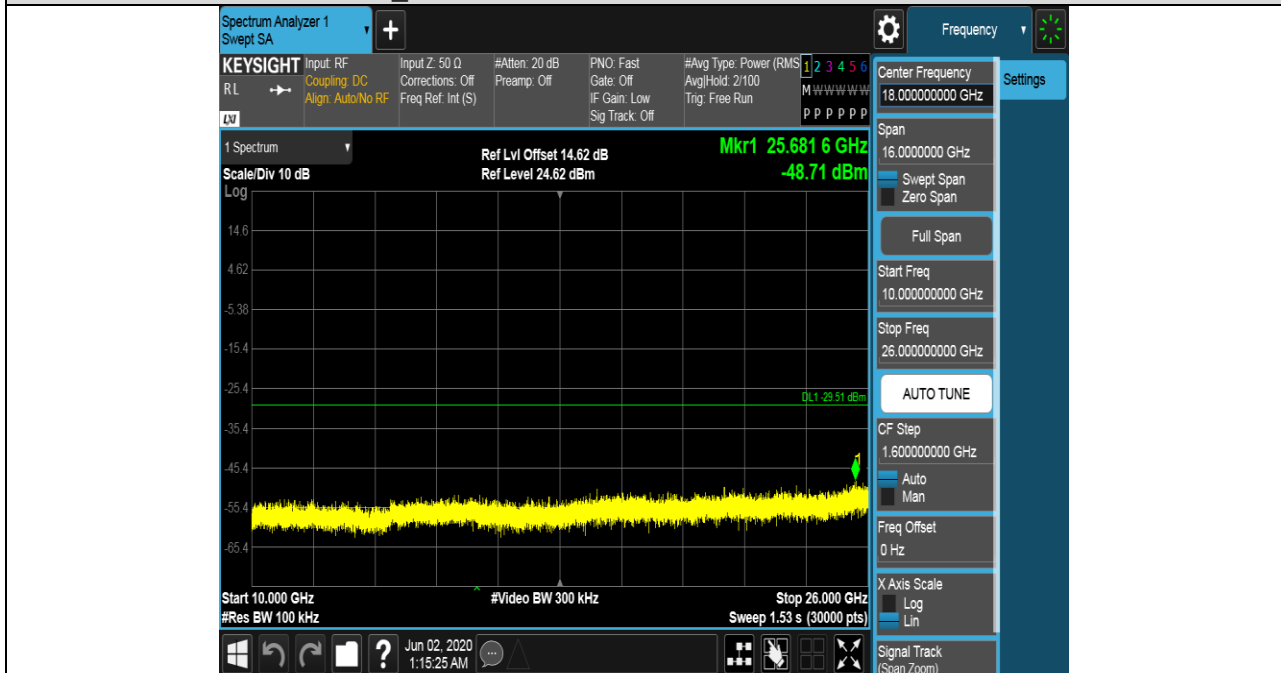 Spectrum Analyzer 1
Swept SA
+
Frequency
KEYSIGHT
RL
LXI
Input: RF
Coupling: DC
Align: Auto/No RF
Input Z: 50 Ω
Corrections: Off
Freq Ref: Int (S)
#Atten: 20 dB
Preamp: Off
PNO: Fast
Gate: Off
IF Gain: Low
Sig Track: Off
#Avg Type: Power (RMS
Avg|Hold: 2/100
Trig: Free Run
1 2 3 4 5 6
M W W W W W
P P P P P P
1 Spectrum
Scale/Div 10 dB
Ref Lvl Offset 14.62 dB
Ref Level 24.62 dBm
Mkr1 25.681 6 GHz
-48.71 dBm
Log
14.6
4.62
-5.38
-15.4
-25.4
DL1 -29.51 dBm
-35.4
-45.4
1
-55.4
-65.4
Start 10.000 GHz
#Video BW 300 kHz
Stop 26.000 GHz
#Res BW 100 kHz
Sweep 1.53 s (30000 pts)
?
Jun 02, 2020
1:15:25 AM
Center Frequency
18.000000000 GHz
Span
16.0000000 GHz
Swept Span
Zero Span
Full Span
Start Freq
10.000000000 GHz
Stop Freq
26.000000000 GHz
AUTO TUNE
CF Step
1.600000000 GHz
Auto
Man
Freq Offset
0 Hz
X Axis Scale
Log
Lin
Signal Track
(Span Zoom)
Settings